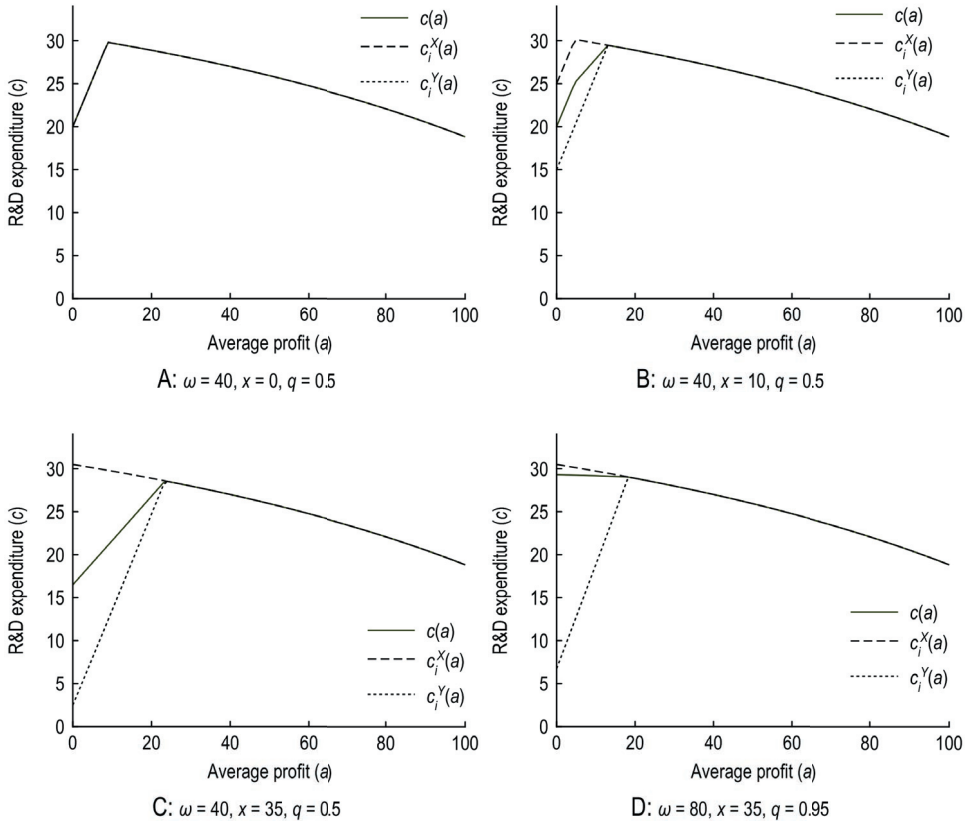 R&D expenditure (c)
30
25
20
15
10
5
0
0 20 40 60 80 100
Average profit (a)
c(a)
c_i^X(a)
c_i^Y(a)
A: ω = 40, x = 0, q = 0.5
R&D expenditure (c)
30
25
20
15
10
5
0
0 20 40 60 80 100
Average profit (a)
c(a)
c_i^X(a)
c_i^Y(a)
B: ω = 40, x = 10, q = 0.5
R&D expenditure (c)
30
25
20
15
10
5
0
0 20 40 60 80 100
Average profit (a)
c(a)
c_i^X(a)
c_i^Y(a)
C: ω = 40, x = 35, q = 0.5
R&D expenditure (c)
30
25
20
15
10
5
0
0 20 40 60 80 100
Average profit (a)
c(a)
c_i^X(a)
c_i^Y(a)
D: ω = 80, x = 35, q = 0.95